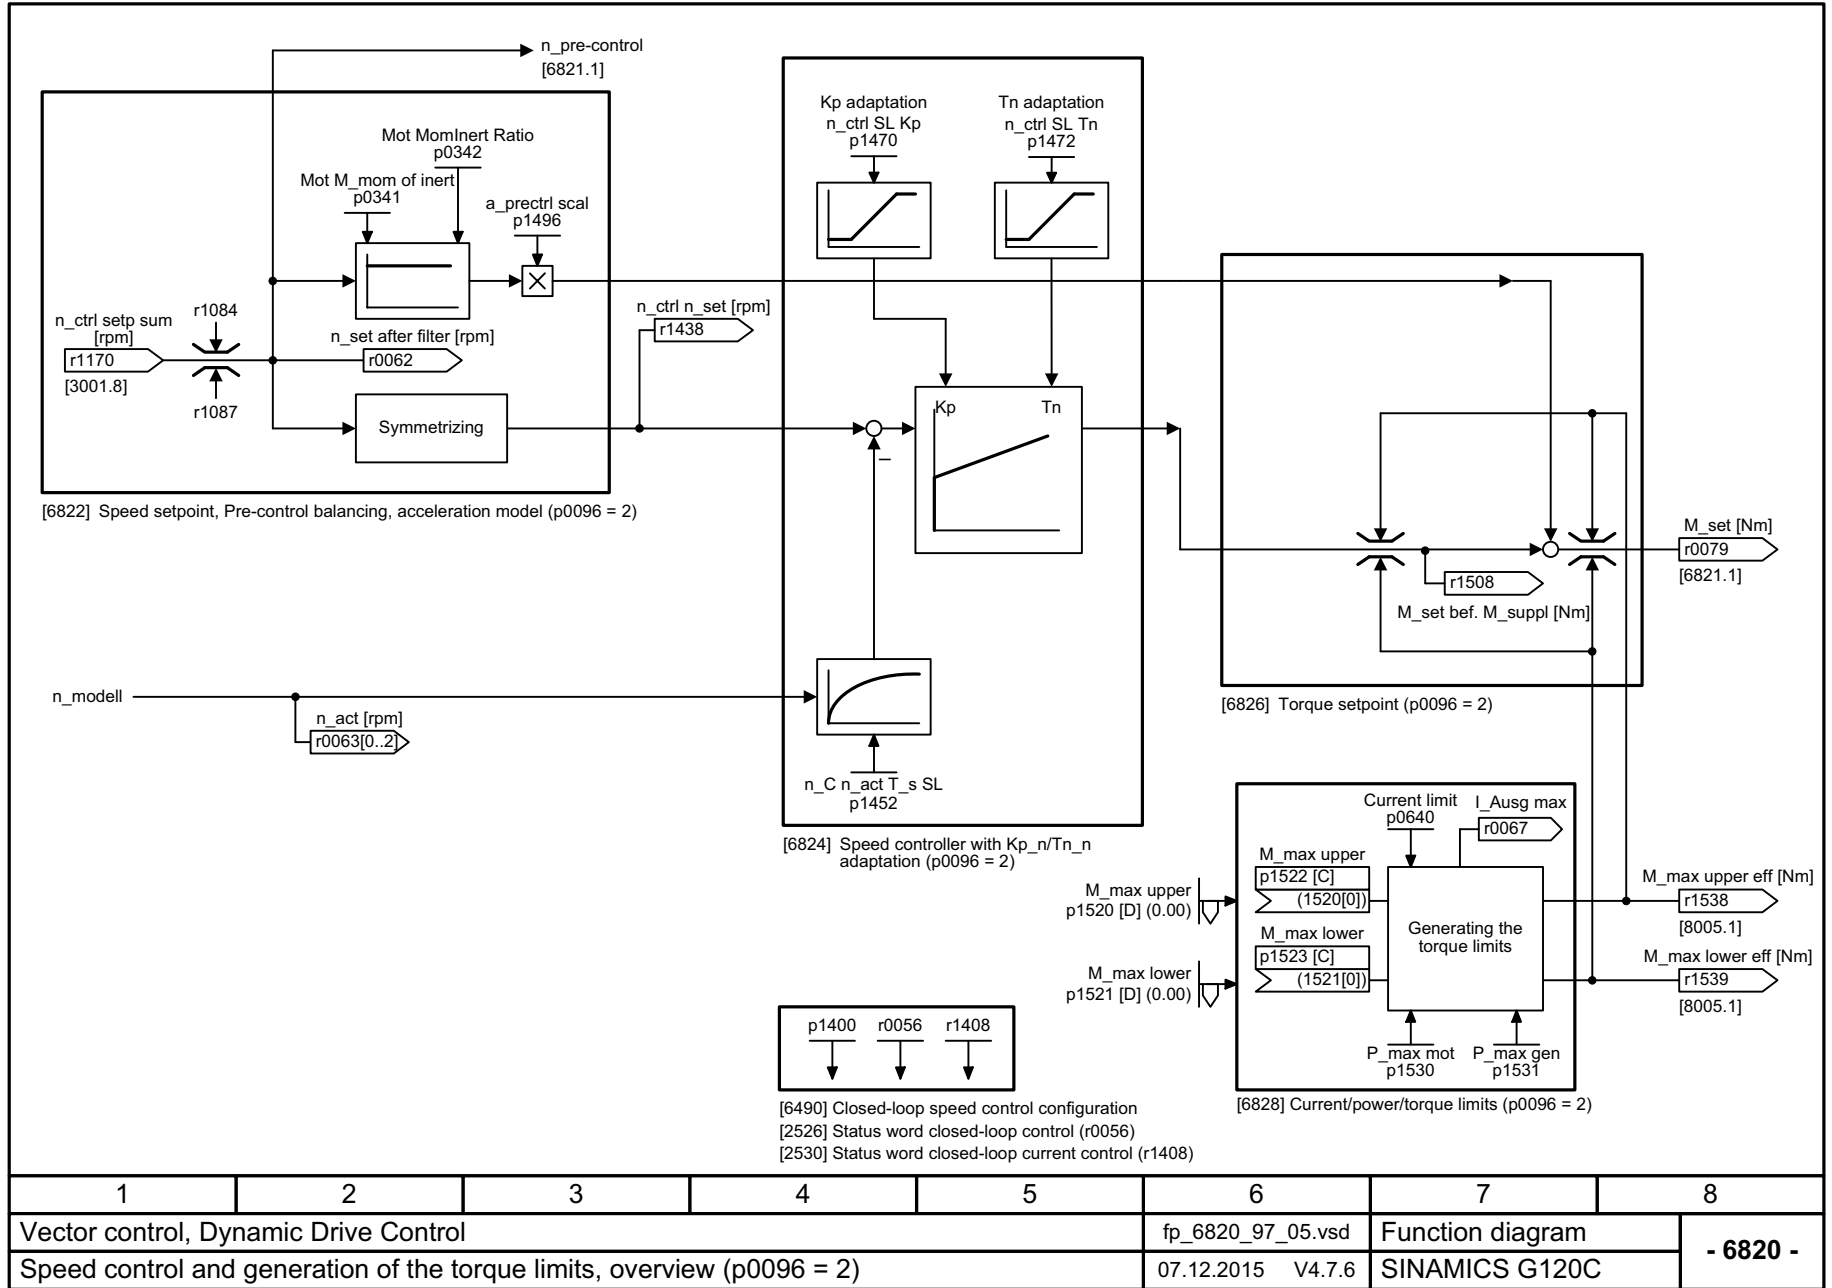 n_pre-control
[6821.1]
Mot MomInert Ratio
p0342
Mot M_mom of inert
p0341
a_prectrl scal
p1496
n_ctrl setp sum
[rpm]
r1170
[3001.8]
r1084
r1087
n_set after filter [rpm]
r0062
Symmetrizing
[6822] Speed setpoint, Pre-control balancing, acceleration model (p0096 = 2)
n_ctrl n_set [rpm]
r1438
Kp adaptation
n_ctrl SL Kp
p1470
Tn adaptation
n_ctrl SL Tn
p1472
Kp
Tn
–
n_modell
n_act [rpm]
r0063[0..2]
n_C n_act T_s SL
p1452
[6824] Speed controller with Kp_n/Tn_n
adaptation (p0096 = 2)
r1508
M_set bef. M_suppl [Nm]
M_set [Nm]
r0079
[6821.1]
[6826] Torque setpoint (p0096 = 2)
Current limit
p0640
I_Ausg max
r0067
M_max upper
p1520 [D] (0.00)
M_max lower
p1521 [D] (0.00)
M_max upper
p1522 [C]
(1520[0])
M_max lower
p1523 [C]
(1521[0])
Generating the
torque limits
P_max mot
p1530
P_max gen
p1531
M_max upper eff [Nm]
r1538
[8005.1]
M_max lower eff [Nm]
r1539
[8005.1]
[6828] Current/power/torque limits (p0096 = 2)
p1400 r0056 r1408
[6490] Closed-loop speed control configuration
[2526] Status word closed-loop control (r0056)
[2530] Status word closed-loop current control (r1408)
1 2 3 4 5 6 7 8
Vector control, Dynamic Drive Control
fp_6820_97_05.vsd
Function diagram
- 6820 -
Speed control and generation of the torque limits, overview (p0096 = 2)
07.12.2015 V4.7.6
SINAMICS G120C